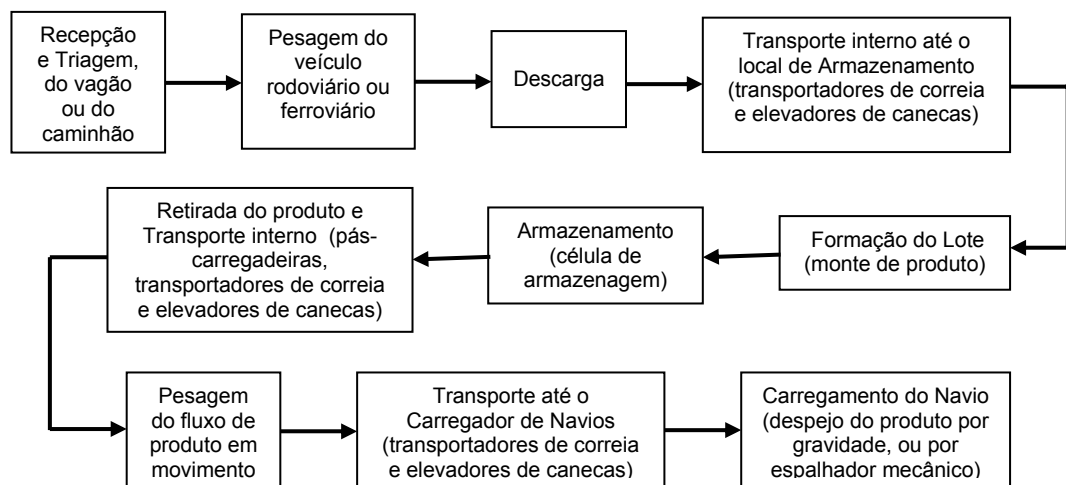 Recepção
e Triagem,
do vagão
ou do
caminhão
Pesagem do
veículo
rodoviário ou
ferroviário
Descarga
Transporte interno até o
local de Armazenamento
(transportadores de correia
e elevadores de canecas)
Formação do Lote
(monte de produto)
Armazenamento
(célula de
armazenagem)
Retirada do produto e
Transporte interno (pás-
carregadeiras,
transportadores de correia
e elevadores de canecas)
Pesagem
do fluxo de
produto em
movimento
Transporte até o
Carregador de Navios
(transportadores de correia
e elevadores de canecas)
Carregamento do Navio
(despejo do produto por
gravidade, ou por
espalhador mecânico)